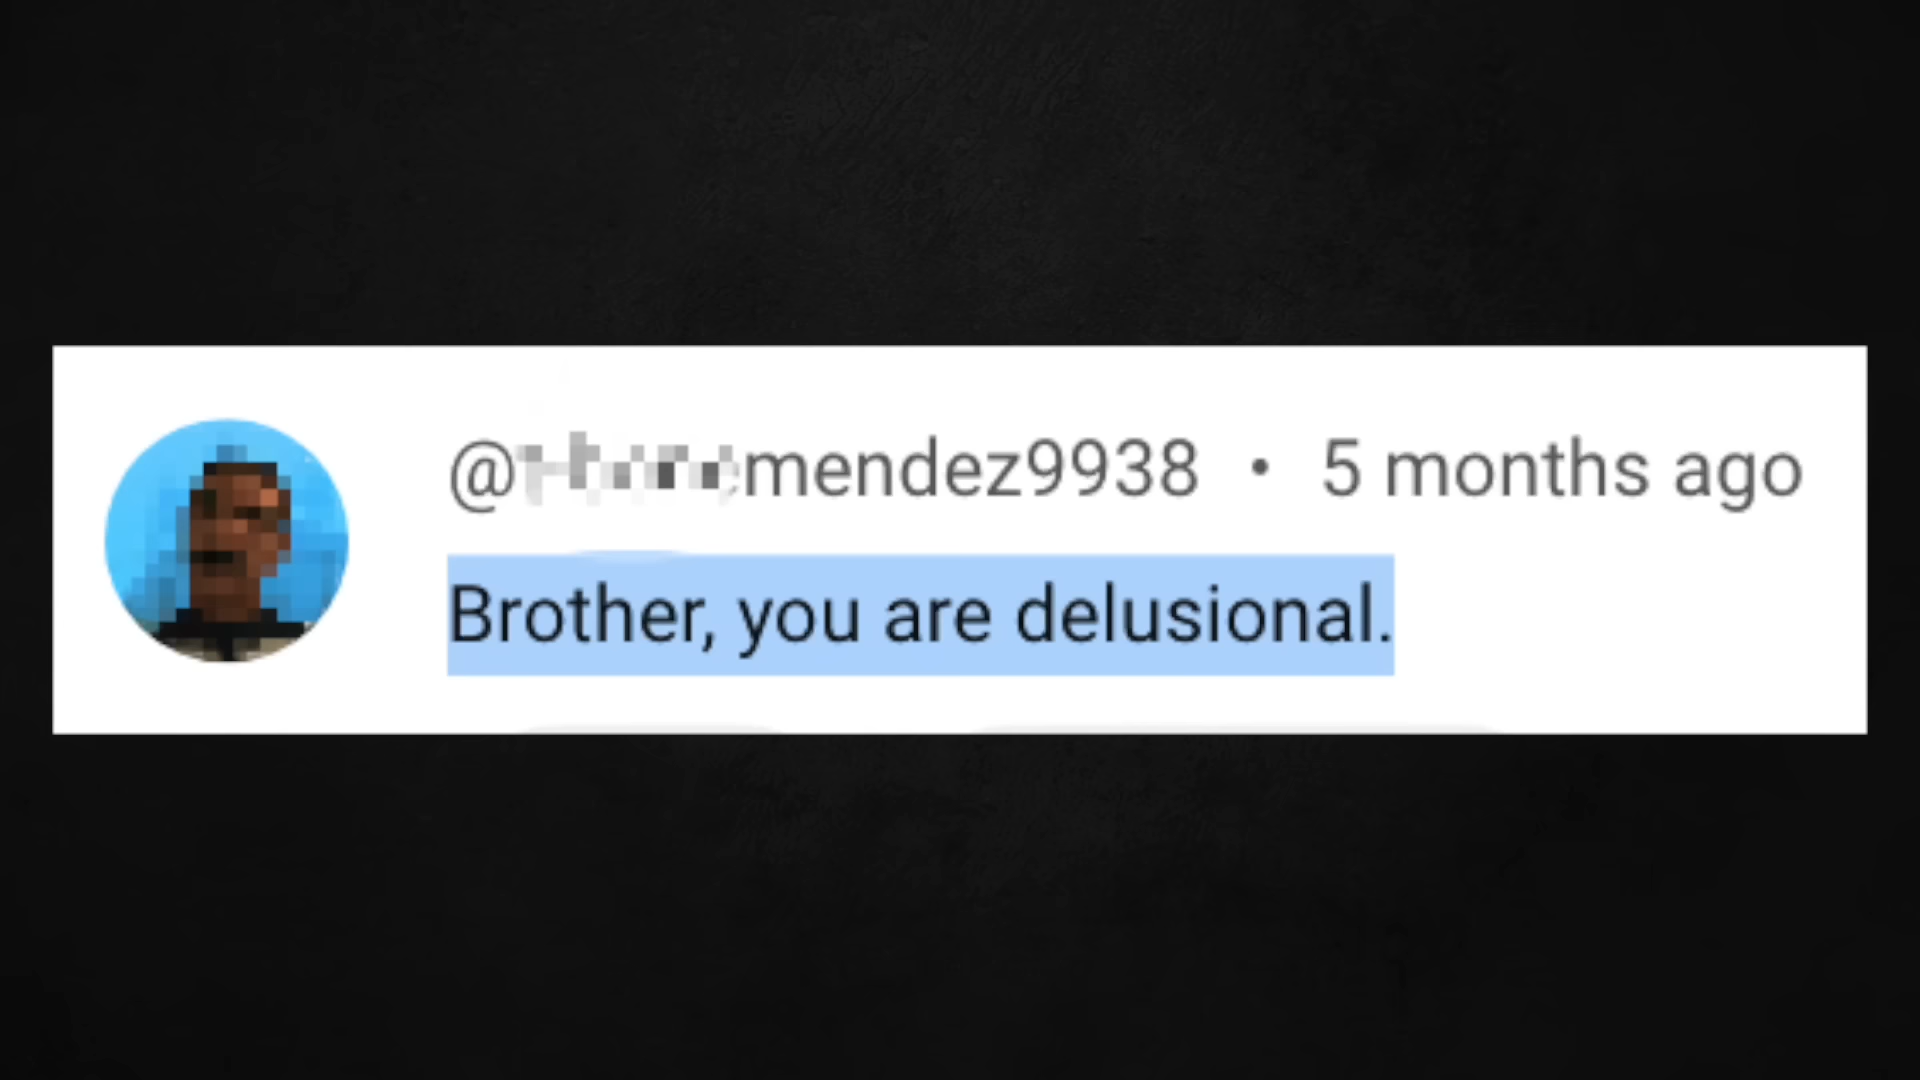 @mendez9938 • 5 months ago
Brother, you are delusional.